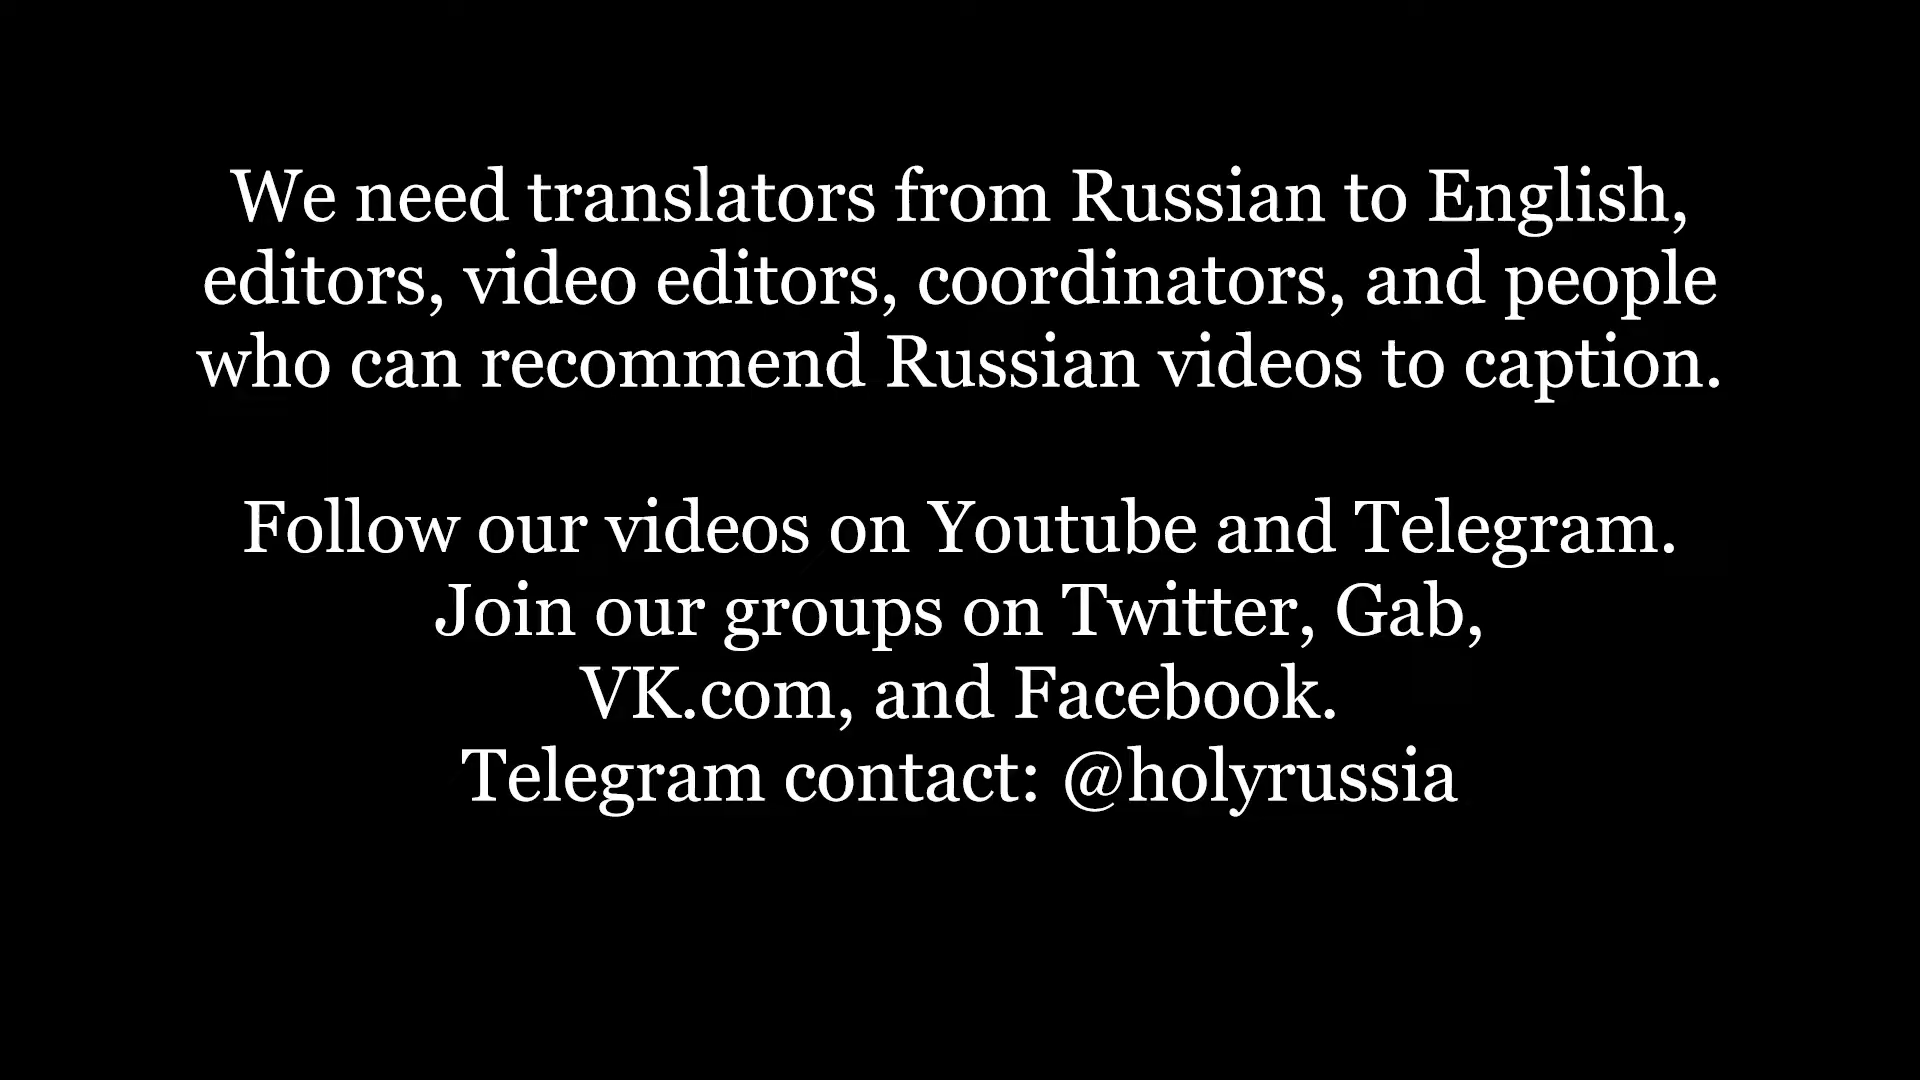 We need translators from Russian to English,
editors, video editors, coordinators, and people
who can recommend Russian videos to caption.
Follow our videos on Youtube and Telegram.
Join our groups on Twitter, Gab,
VK.com, and Facebook.
Telegram contact: @holyrussia